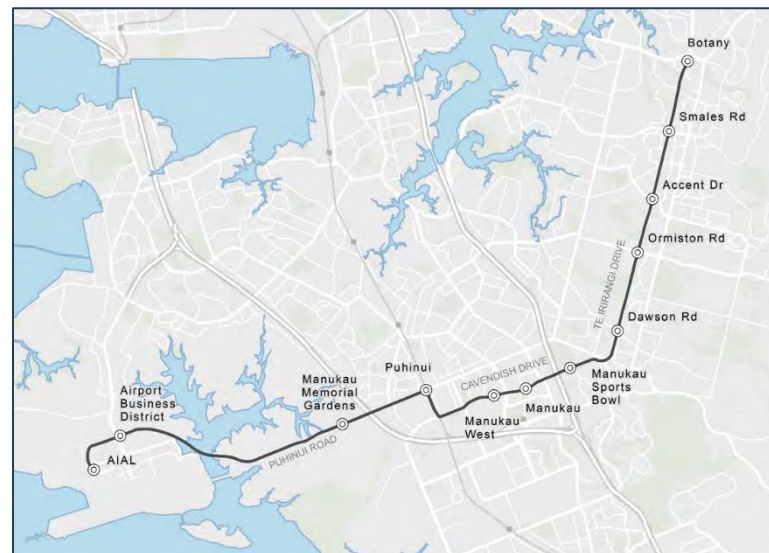 Botany
Smales Rd
Accent Dr
Ormiston Rd
TE IRIRANGI DRIVE
Dawson Rd
Puhinui
CAVENDISH DRIVE
Manukau
Sports
Bowl
Manukau
Manukau
West
Manukau
Memorial
Gardens
Airport
Business
District
PUHINUI ROAD
AIAL